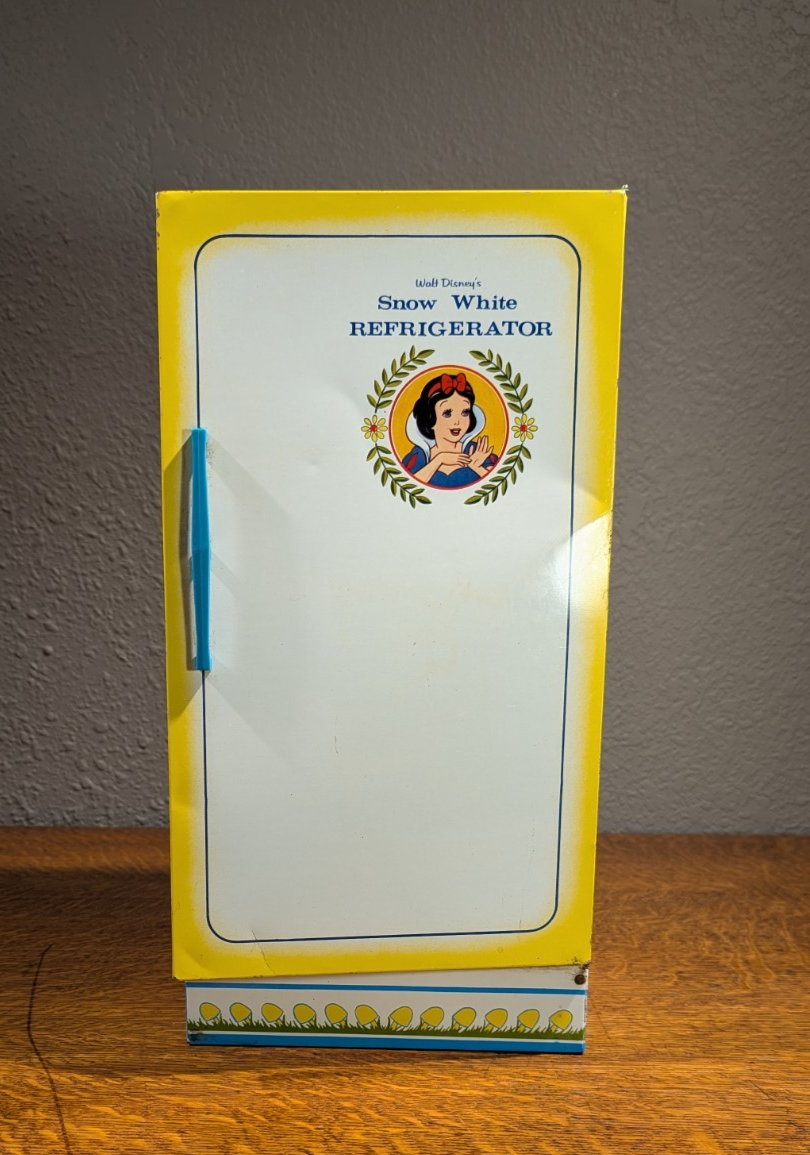 Walt Disney's
Snow White
REFRIGERATOR